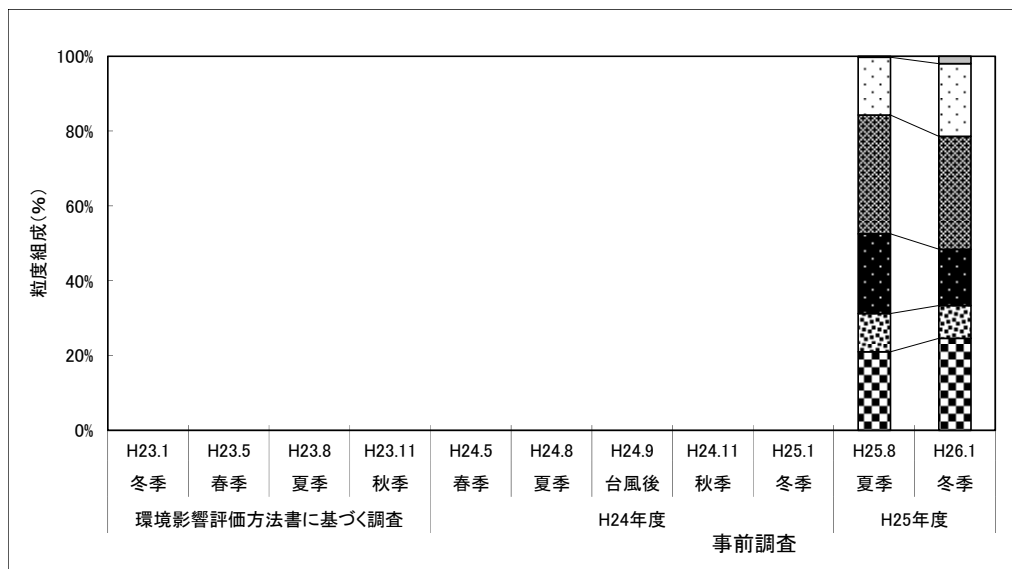 100%
80%
60%
40%
20%
0%
粒度組成(%)
H23.1 H23.5 H23.8 H23.11 H24.5 H24.8 H24.9 H24.11 H25.1 H25.8 H26.1
冬季 春季 夏季 秋季 春季 夏季 台風後 秋季 冬季 夏季 冬季
環境影響評価方法書に基づく調査 H24年度 H25年度
事前調査